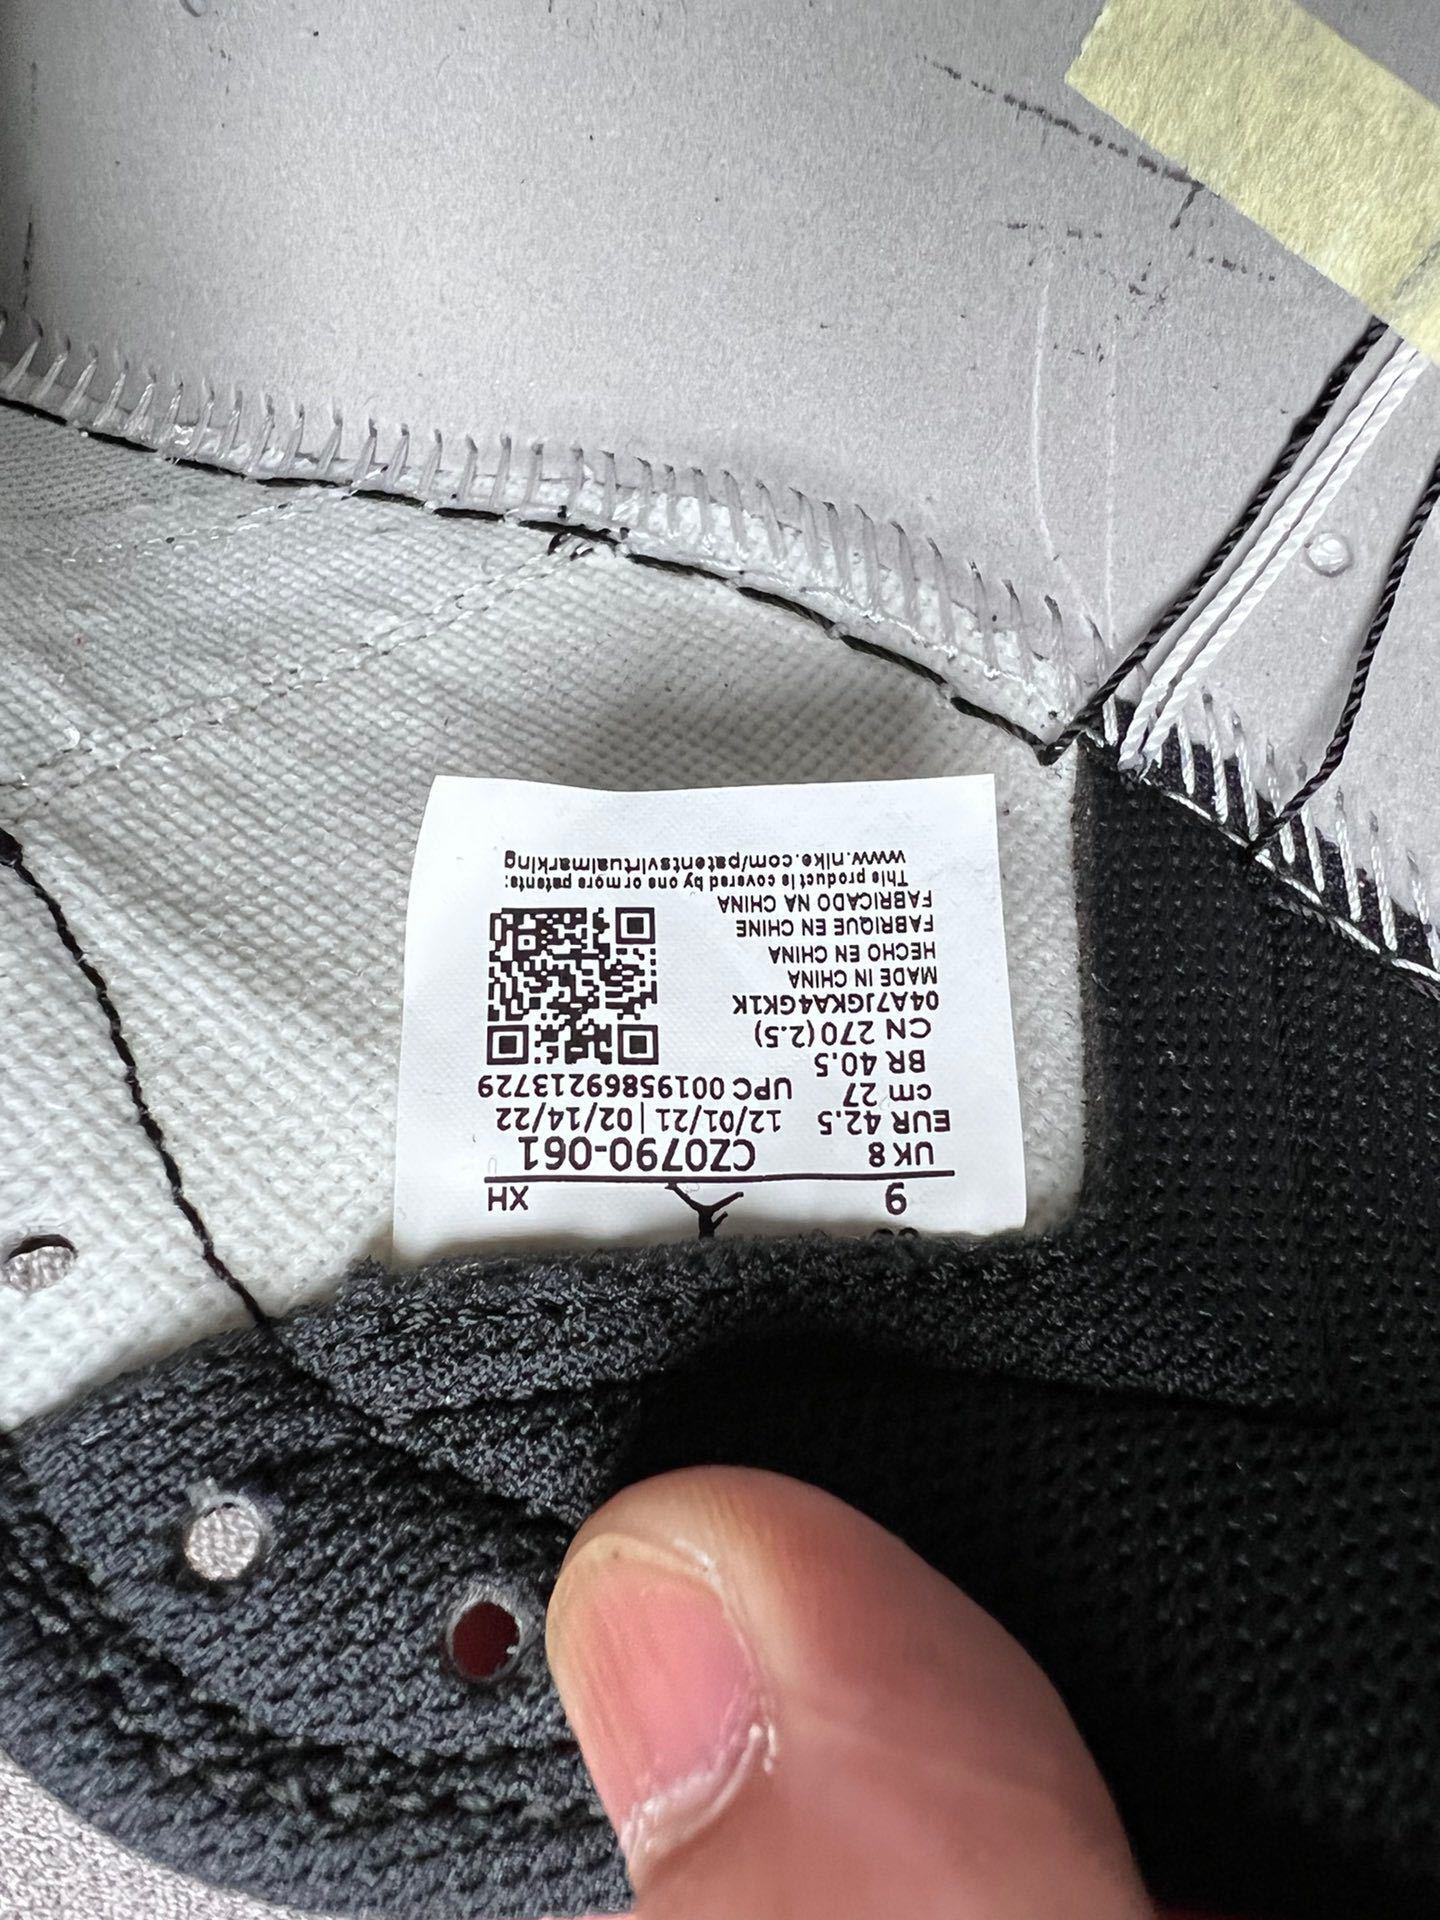 9 XH
UK 8 CZ0790-061
EUR 42.5 12/01/21 | 02/14/22
cm 27 UPC 00195869213729
BR 40.5
CN 270 (2.5)
04A7JGKA4GK1K
MADE IN CHINA
HECHO EN CHINA
FABRIQUE EN CHINE
FABRICADO NA CHINA
This product is covered by one or more patents:
www.nike.com/patentsvirtualmarking